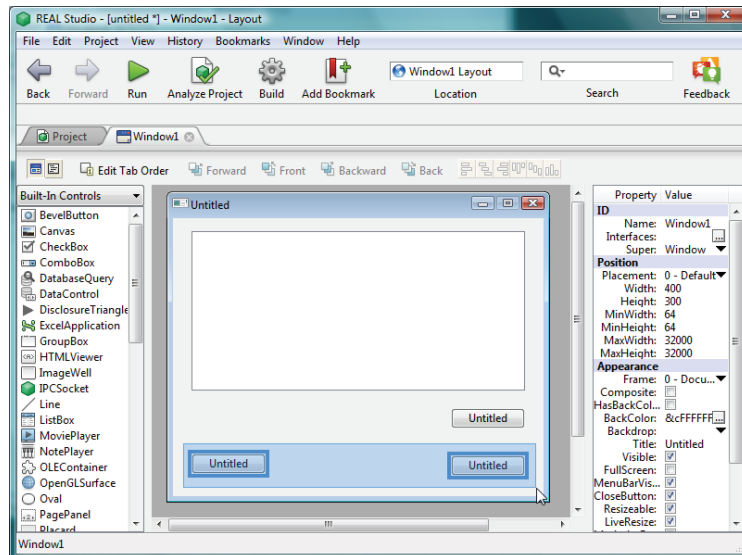 REAL Studio - [untitled *] - Window1 - Layout
File Edit Project View History Bookmarks Window Help
Window1 Layout
Back Forward Run Analyze Project Build Add Bookmark Location Search Feedback
Project Window1
Edit Tab Order Forward Front Backward Back
Built-In Controls
BevelButton
Canvas
CheckBox
ComboBox
DatabaseQuery
DataControl
DisclosureTriangle
ExcelApplication
GroupBox
HTMLViewer
ImageWell
IPCSocket
Line
ListBox
MoviePlayer
NotePlayer
OLEContainer
OpenGLSurface
Oval
PagePanel
Placard
Untitled
Untitled
Untitled
Untitled
Property Value
ID
Name: Window1
Interfaces: ...
Super: Window
Position
Placement: 0 - Default
Width: 400
Height: 300
MinWidth: 64
MinHeight: 64
MaxWidth: 32000
MaxHeight: 32000
Appearance
Frame: 0 - Docu...
Composite:
HasBackCol...
BackColor: &cFFFFFF...
Backdrop:
Title: Untitled
Visible:
FullScreen:
MenuBarVis...
CloseButton:
Resizeable:
LiveResize:
Window1